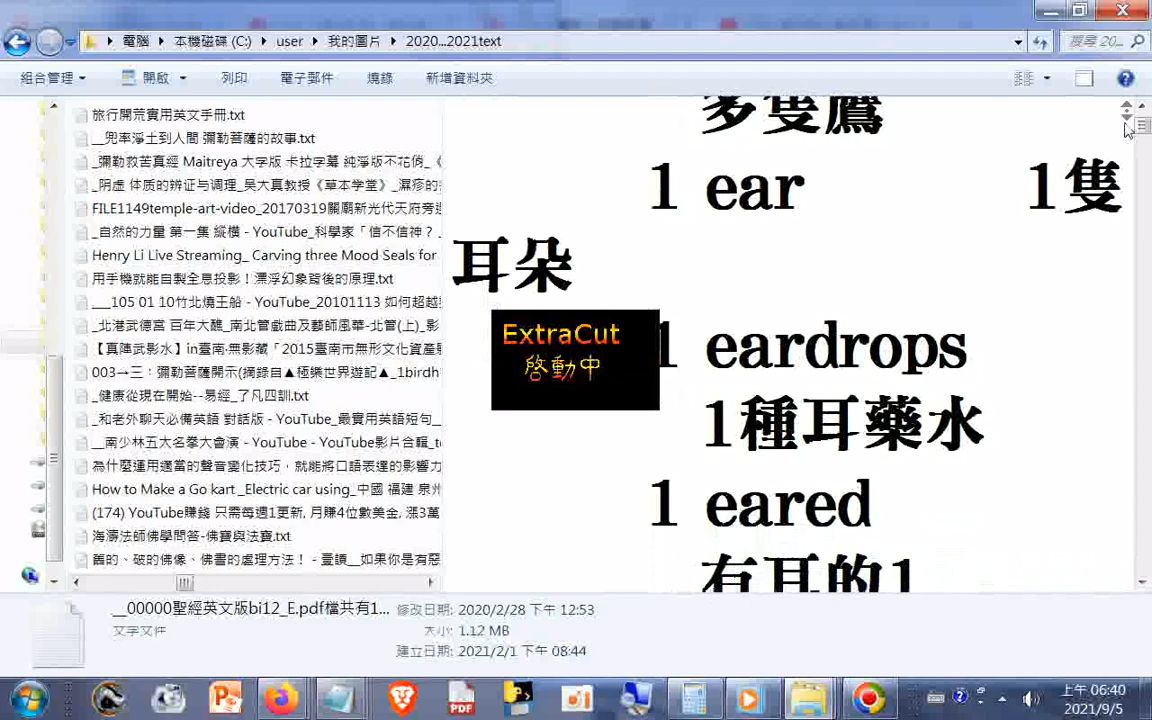 電腦 本機磁碟 (C:) user 我的圖片 2020...2021text
搜尋 20...
組合管理 開啟 列印 電子郵件 燒錄 新增資料夾
旅行開荒實用英文手冊.txt
__兜率淨土到人間 彌勒菩薩的故事.txt
_彌勒救苦真經 Maitreya 大字版 卡拉字幕 純淨版不花俏_《
_阴虚 体质的辨证与调理_吴大真教授《草本学堂》_濕疹的
FILE1149temple-art-video_20170319關廟新光代天府旁邊
_自然的力量 第一集 縱橫 - YouTube_科學家「信不信神？
Henry Li Live Streaming_ Carving three Mood Seals for
用手機就能自製全息投影！漂浮幻象背後的原理.txt
___105 01 10竹北燒王船 - YouTube_20101113 如何超越
_北港武德宮 百年大醮_南北管戲曲及藝師風華-北管(上)_影
【真陣武影水】in臺南·無影藏「2015臺南市無形文化資產
003→三：彌勒菩薩開示(摘錄目▲極樂世界遊記▲_1birdh
_健康從現在開始--易經_了凡四訓.txt
_和老外聊天必備英語 對話版 - YouTube_最實用英語短句_
__南少林五大名拳大會演 - YouTube - YouTube影片合輯_t
為什麼運用適當的聲音變化技巧，就能將口語表達的影響力
How to Make a Go kart _Electric car using_中國 福建 泉州
(174) YouTube賺錢 只需每週1更新, 月賺4位數美金, 漲3萬
海濤法師佛學問答-佛寶與法寶.txt
舊的、破的佛像、佛書的處理方法！ - 壹讀__如果你是有惡
多隻鷹
1 ear 1隻
耳朵
1 eardrops
1種耳藥水
1 eared
有耳的1
ExtraCut
啓動中
__00000聖經英文版bi12_E.pdf檔共有1... 修改日期: 2020/2/28 下午 12:53
文字文件 大小: 1.12 MB
建立日期: 2021/2/1 下午 08:44
上午 06:40
2021/9/5